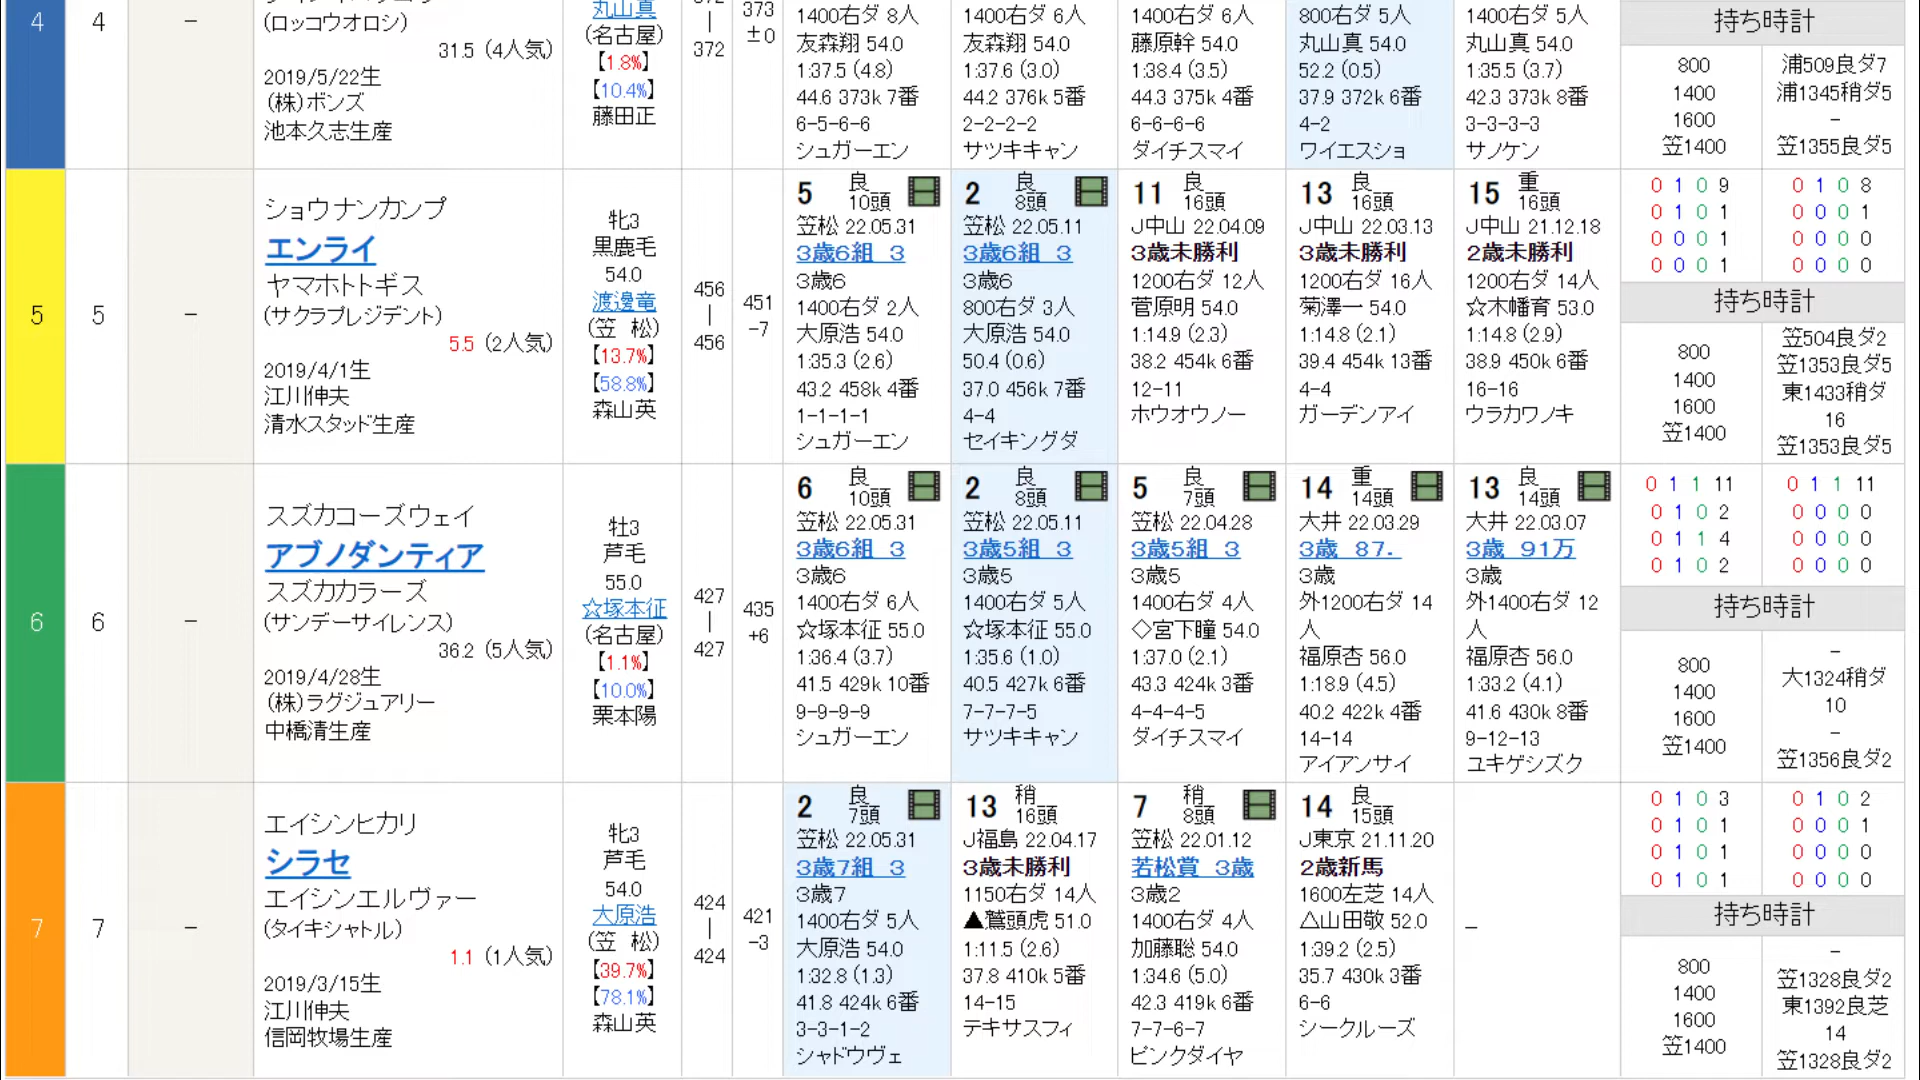 4
4
−
(ロッコウオロシ)
31.5 (4人気)
2019/5/22生
(株)ボンズ
池本久志生産
丸山真
(名古屋)
【1.8%】
【10.4%】
藤田正
372
|
372
373
±0
1400右ダ 8人
友森翔 54.0
1:37.5 (4.8)
44.6 373k 7番
6-5-6-6
シュガーエン
1400右ダ 6人
友森翔 54.0
1:37.6 (3.0)
44.2 376k 5番
2-2-2-2
サツキキャン
1400右ダ 6人
藤原幹 54.0
1:38.4 (3.5)
44.3 375k 4番
6-6-6-6
ダイチスマイ
800右ダ 5人
丸山真 54.0
52.2 (0.5)
37.9 372k 6番
4-2
ワイエスショ
1400右ダ 5人
丸山真 54.0
1:35.5 (3.7)
42.3 373k 8番
3-3-3-3
サノケン
持ち時計
800
1400
1600
笠1400
浦509良ダ7
浦1345稍ダ5
−
笠1355良ダ5
5
5
−
ショウナンカンプ
エンライ
ヤマホトトギス
(サクラプレジデント)
5.5 (2人気)
2019/4/1生
江川伸夫
清水スタッド生産
牝3
黒鹿毛
54.0
渡邊竜
(笠 松)
【13.7%】
【58.8%】
森山英
456
|
456
451
-7
5 良 10頭
笠松 22.05.31
3歳6組 3
3歳6
1400右ダ 2人
大原浩 54.0
1:35.3 (2.6)
43.2 458k 4番
1-1-1-1
シュガーエン
2 良 8頭
笠松 22.05.11
3歳6組 3
3歳6
800右ダ 3人
大原浩 54.0
50.4 (0.6)
37.0 456k 7番
4-4
セイキングダ
11 良 16頭
J中山 22.04.09
3歳未勝利
1200右ダ 12人
菅原明 54.0
1:14.9 (2.3)
38.2 454k 6番
12-11
ホウオウノー
13 良 16頭
J中山 22.03.13
3歳未勝利
1200右ダ 16人
菊澤一 54.0
1:14.8 (2.1)
39.4 454k 13番
4-4
ガーデンアイ
15 重 16頭
J中山 21.12.18
2歳未勝利
1200右ダ 14人
☆木幡育 53.0
1:14.8 (2.9)
38.9 450k 6番
16-16
ウラカワノキ
0 1 0 9
0 1 0 1
0 0 0 1
0 0 0 1
0 1 0 8
0 0 0 1
0 0 0 0
0 0 0 0
持ち時計
800
1400
1600
笠1400
笠504良ダ2
笠1353良ダ5
東1433稍ダ
16
笠1353良ダ5
6
6
−
スズカコーズウェイ
アブノダンティア
スズカカラーズ
(サンデーサイレンス)
36.2 (5人気)
2019/4/28生
(株)ラグジュアリー
中橋清生産
牡3
芦毛
55.0
☆塚本征
(名古屋)
【1.1%】
【10.0%】
栗本陽
427
|
427
435
+6
6 良 10頭
笠松 22.05.31
3歳6組 3
3歳6
1400右ダ 6人
☆塚本征 55.0
1:36.4 (3.7)
41.5 429k 10番
9-9-9-9
シュガーエン
2 良 8頭
笠松 22.05.11
3歳5組 3
3歳5
1400右ダ 5人
☆塚本征 55.0
1:35.6 (1.0)
40.5 427k 6番
7-7-7-5
サツキキャン
5 良 7頭
笠松 22.04.28
3歳5組 3
3歳5
1400右ダ 4人
◇宮下瞳 54.0
1:37.0 (2.1)
43.3 424k 3番
4-4-4-5
ダイチスマイ
14 重 14頭
大井 22.03.29
3歳 87.
3歳
外1200右ダ 14
人
福原杏 56.0
1:18.9 (4.5)
40.2 422k 4番
14-14
アイアンサイ
13 良 14頭
大井 22.03.07
3歳 91万
3歳
外1400右ダ 12
人
福原杏 56.0
1:33.2 (4.1)
41.6 430k 8番
9-12-13
ユキゲシズク
0 1 1 11
0 1 0 2
0 1 1 4
0 1 0 2
0 1 1 11
0 0 0 0
0 0 0 0
0 0 0 0
持ち時計
800
1400
1600
笠1400
−
大1324稍ダ
10
−
笠1356良ダ2
7
7
−
エイシンヒカリ
シラセ
エイシンエルヴァー
(タイキシャトル)
1.1 (1人気)
2019/3/15生
江川伸夫
信岡牧場生産
牝3
芦毛
54.0
大原浩
(笠 松)
【39.7%】
【78.1%】
森山英
424
|
424
421
-3
2 良 7頭
笠松 22.05.31
3歳7組 3
3歳7
1400右ダ 5人
大原浩 54.0
1:32.8 (1.3)
41.8 424k 6番
3-3-1-2
シャドウヴェ
13 稍 16頭
J福島 22.04.17
3歳未勝利
1150右ダ 14人
▲鷲頭虎 51.0
1:11.5 (2.6)
37.8 410k 5番
14-15
テキサスフィ
7 稍 8頭
笠松 22.01.12
若松賞 3歳
3歳2
1400右ダ 4人
加藤聡 54.0
1:34.6 (5.0)
42.3 419k 6番
7-7-6-7
ピンクダイヤ
14 良 15頭
J東京 21.11.20
2歳新馬
1600左芝 14人
△山田敬 52.0
1:39.2 (2.5)
35.7 430k 3番
6-6
シークルーズ
−
0 1 0 3
0 1 0 1
0 1 0 1
0 1 0 1
0 1 0 2
0 0 0 1
0 0 0 0
0 0 0 0
持ち時計
800
1400
1600
笠1400
−
笠1328良ダ2
東1392良芝
14
笠1328良ダ2